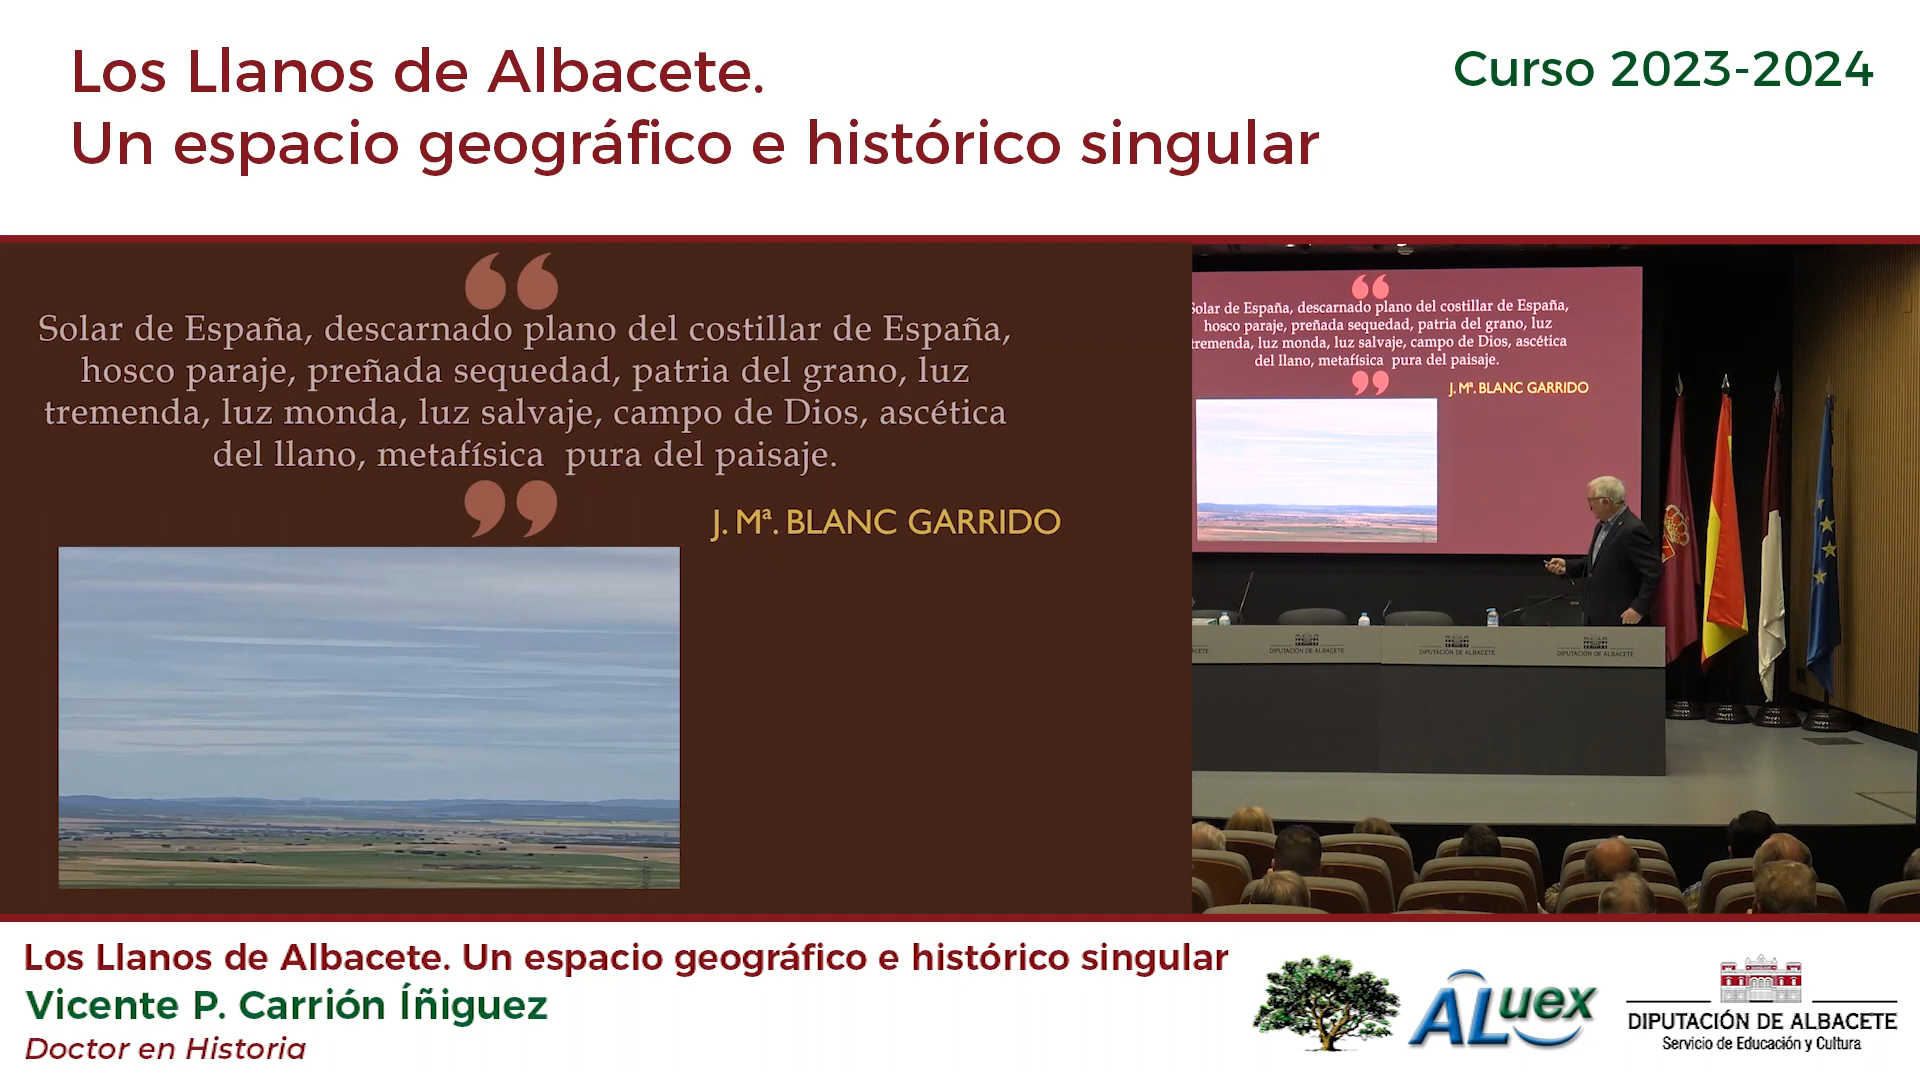 Los Llanos de Albacete.
Un espacio geográfico e histórico singular
Curso 2023-2024
“
Solar de España, descarnado plano del costillar de España,
hosco paraje, preñada sequedad, patria del grano, luz
tremenda, luz monda, luz salvaje, campo de Dios, ascética
del llano, metafísica pura del paisaje.
”
J. Mª. BLANC GARRIDO
“
Solar de España, descarnado plano del costillar de España,
hosco paraje, preñada sequedad, patria del grano, luz
tremenda, luz monda, luz salvaje, campo de Dios, ascética
del llano, metafísica pura del paisaje.
”
J. Mª. BLANC GARRIDO
DIPUTACIÓN DE ALBACETE
DIPUTACIÓN DE ALBACETE
DIPUTACIÓN DE ALBACETE
Los Llanos de Albacete. Un espacio geográfico e histórico singular
Vicente P. Carrión Íñiguez
Doctor en Historia
ALuex
DIPUTACIÓN DE ALBACETE
Servicio de Educación y Cultura